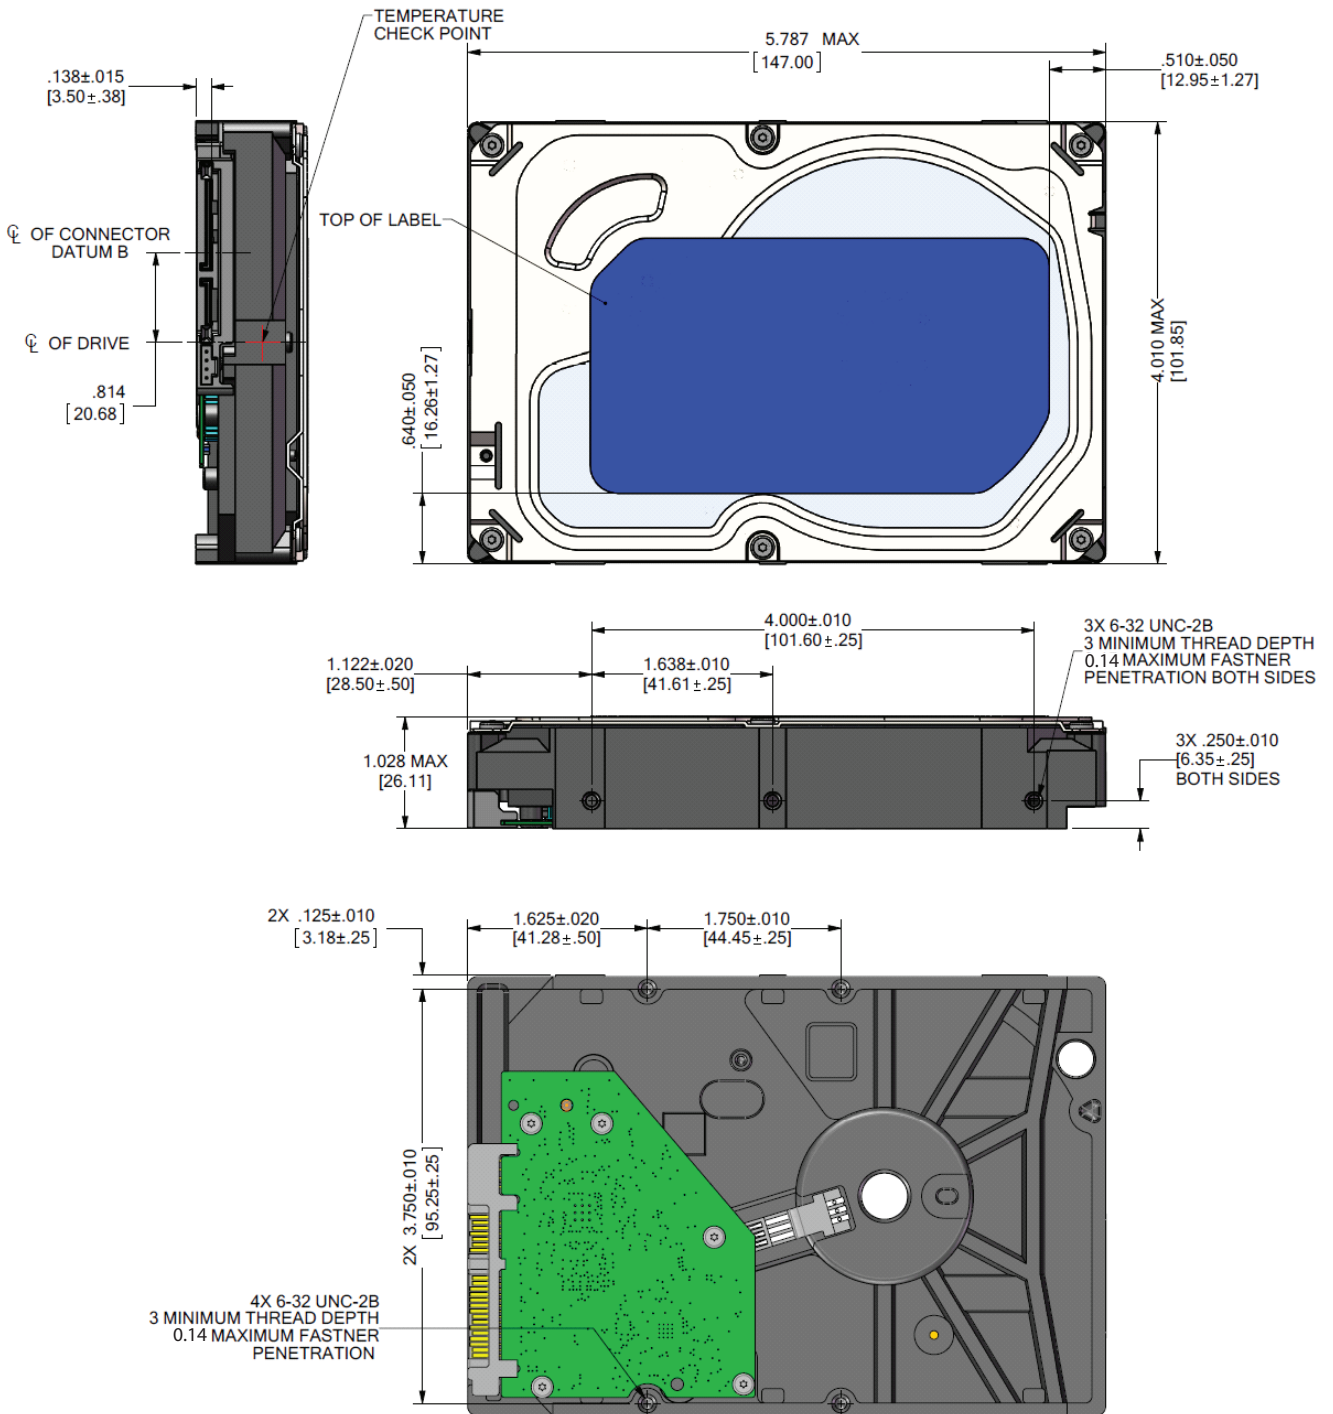 TEMPERATURE
CHECK POINT
5.787 MAX
[147.00]
.510±.050
[12.95±1.27]
.138±.015
[3.50±.38]
TOP OF LABEL
℄ OF CONNECTOR
DATUM B
℄ OF DRIVE
.814
[20.68]
.640±.050
[16.26±1.27]
4.010 MAX
[101.85]
4.000±.010
[101.60±.25]
3X 6-32 UNC-2B
3 MINIMUM THREAD DEPTH
0.14 MAXIMUM FASTNER
PENETRATION BOTH SIDES
1.122±.020
[28.50±.50]
1.638±.010
[41.61±.25]
1.028 MAX
[26.11]
3X .250±.010
[6.35±.25]
BOTH SIDES
2X .125±.010
[3.18±.25]
1.625±.020
[41.28±.50]
1.750±.010
[44.45±.25]
2X 3.750±.010
[95.25±.25]
4X 6-32 UNC-2B
3 MINIMUM THREAD DEPTH
0.14 MAXIMUM FASTNER
PENETRATION